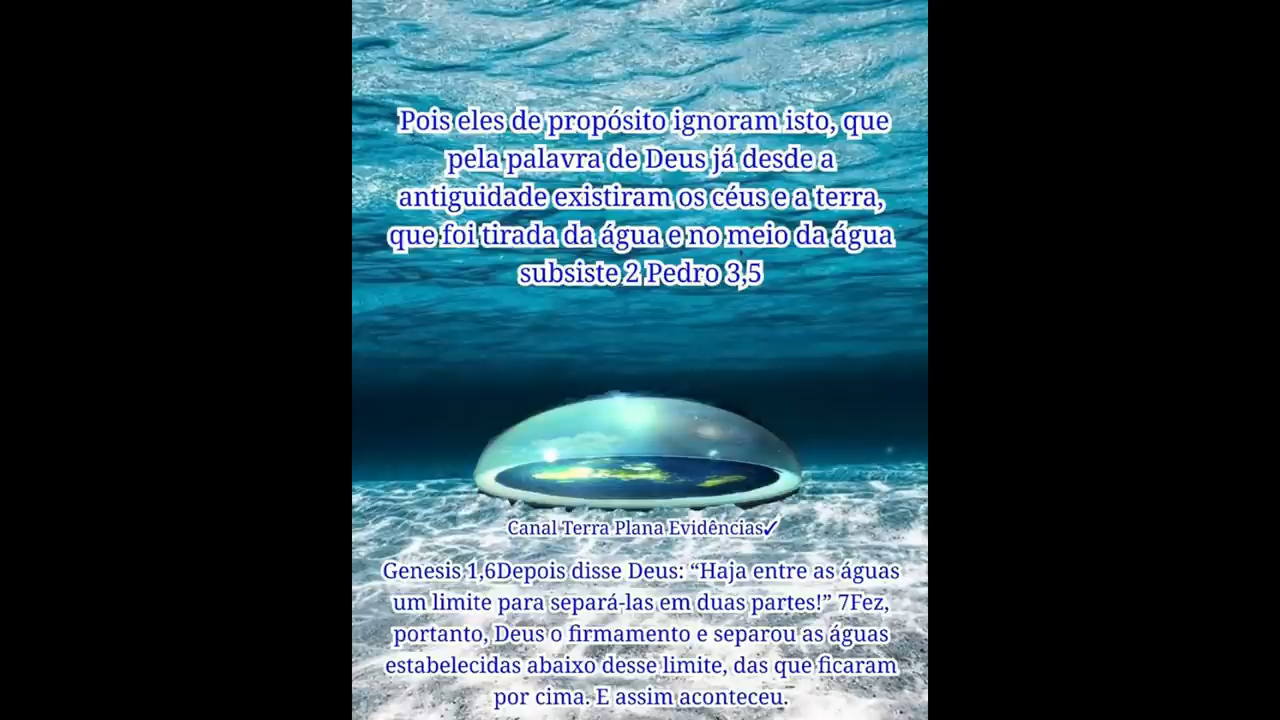 Pois eles de propósito ignoram isto, que
pela palavra de Deus já desde a
antiguidade existiram os céus e a terra,
que foi tirada da água e no meio da água
subsiste 2 Pedro 3,5
Canal Terra Plana Evidências✓
Genesis 1,6Depois disse Deus: “Haja entre as águas
um limite para separá-las em duas partes!” 7Fez,
portanto, Deus o firmamento e separou as águas
estabelecidas abaixo desse limite, das que ficaram
por cima. E assim aconteceu.